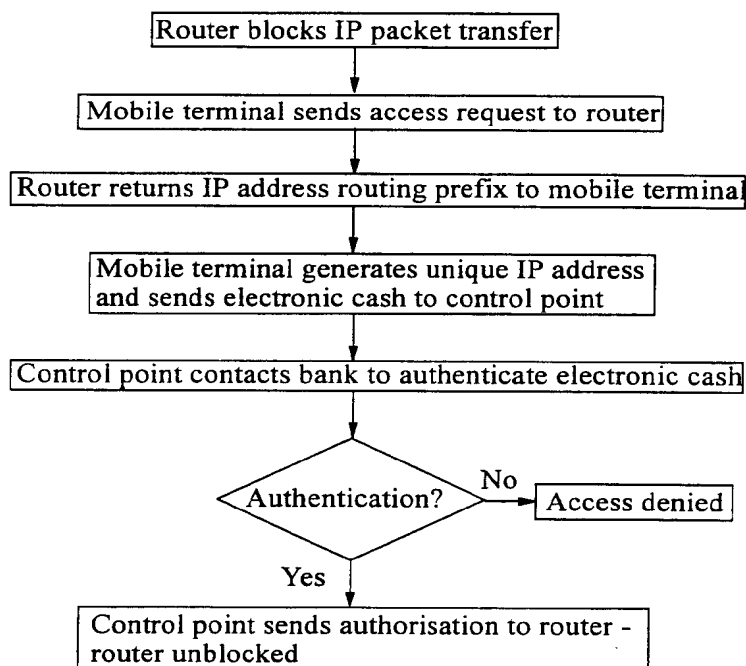 Router blocks IP packet transfer
Mobile terminal sends access request to router
Router returns IP address routing prefix to mobile terminal
Mobile terminal generates unique IP address
and sends electronic cash to control point
Control point contacts bank to authenticate electronic cash
Authentication?
No
Access denied
Yes
Control point sends authorisation to router -
router unblocked